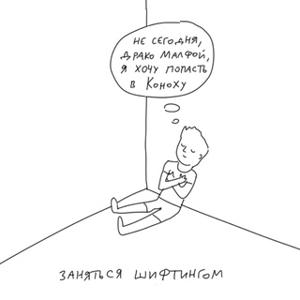 НЕ СЕГОДНЯ,
ДРАКО МАЛФОЙ,
Я ХОЧУ ПОПАСТЬ
В КОНОХУ
ЗАНЯТЬСЯ ШИФТИНГОМ